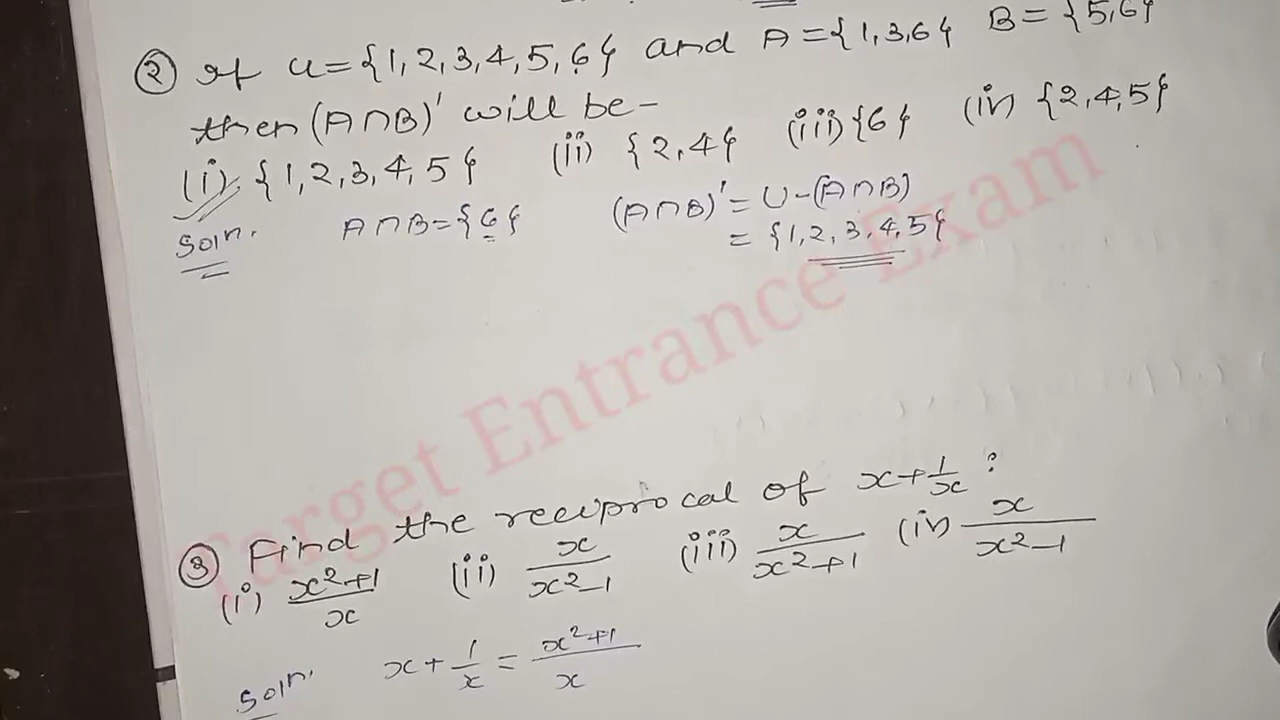 ② If U={1,2,3,4,5,6} and A={1,3,6} B={5,6}
then (A∩B)' will be-
(i) {1,2,3,4,5} (ii) {2,4} (iii) {6} (iv) {2,4,5}
Soln. A∩B={6} (A∩B)'=U-(A∩B)
= {1,2,3,4,5}
Target Entrance Exam
③ Find the reciprocal of x+1/x ?
(i) x²+1/x (ii) x/x²-1 (iii) x/x²+1 (iv) x/x²-1
Soln. x+1/x = x²+1/x